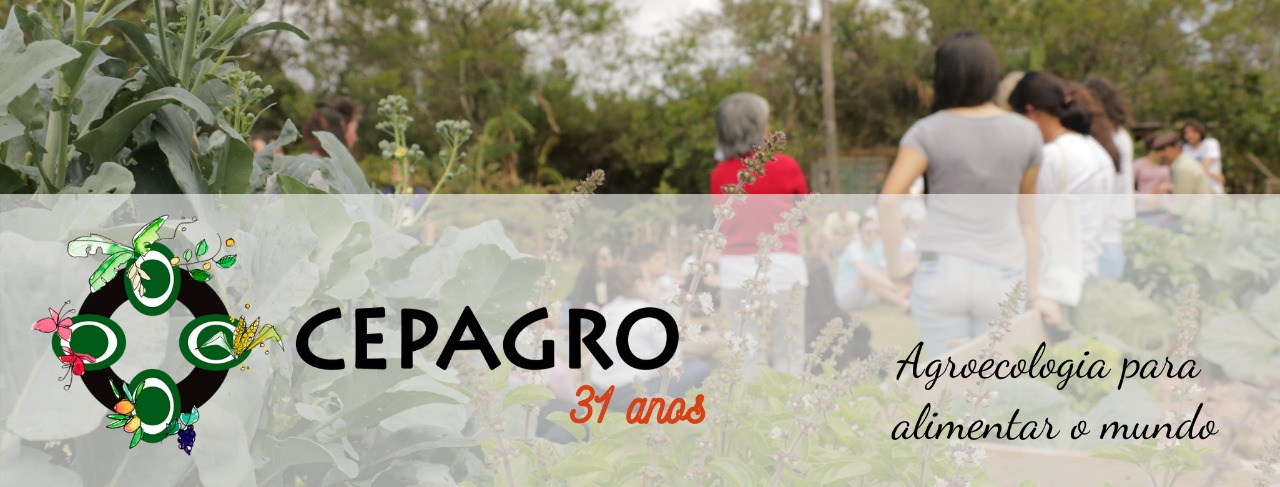 CEPAGRO
31 anos
Agroecologia para
alimentar o mundo